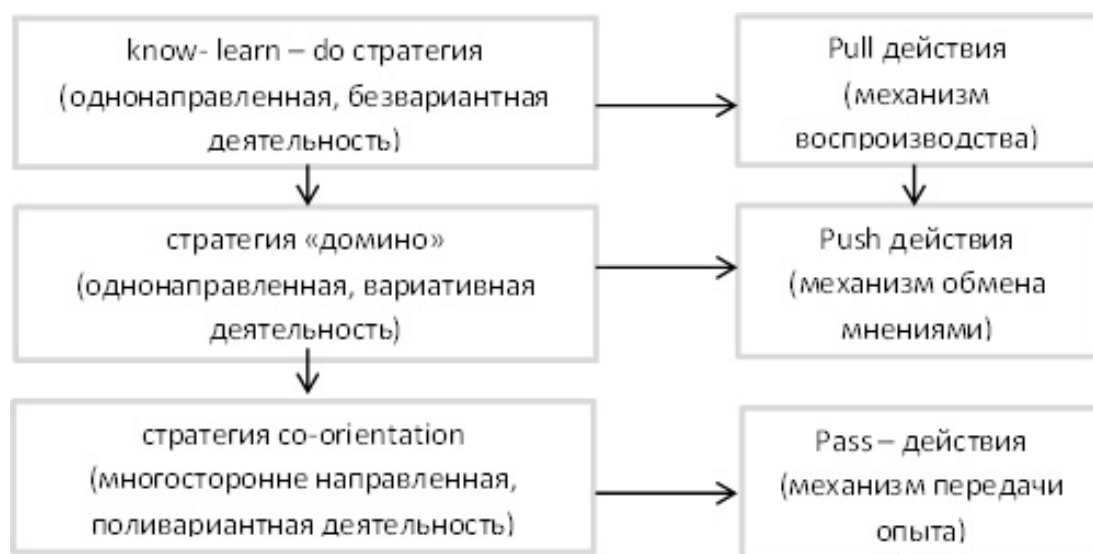 know- learn – do стратегия
(однонаправленная, безвариантная
деятельность)
Pull действия
(механизм
воспроизводства)
стратегия «домино»
(однонаправленная, вариативная
деятельность)
Push действия
(механизм обмена
мнениями)
стратегия co-orientation
(многосторонне направленная,
поливариантная деятельность)
Pass – действия
(механизм передачи
опыта)